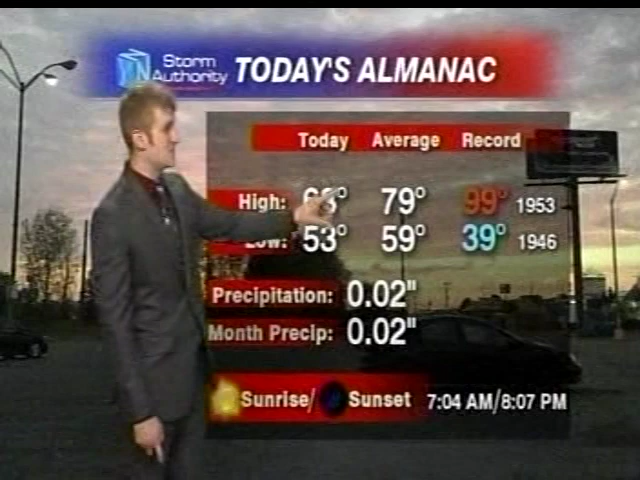 Storm
Authority
TODAY'S ALMANAC
Today Average Record
High: 79° 99° 1953
Low: 53° 59° 39° 1946
Precipitation: 0.02"
Month Precip: 0.02"
Sunrise/ Sunset 7:04 AM/8:07 PM